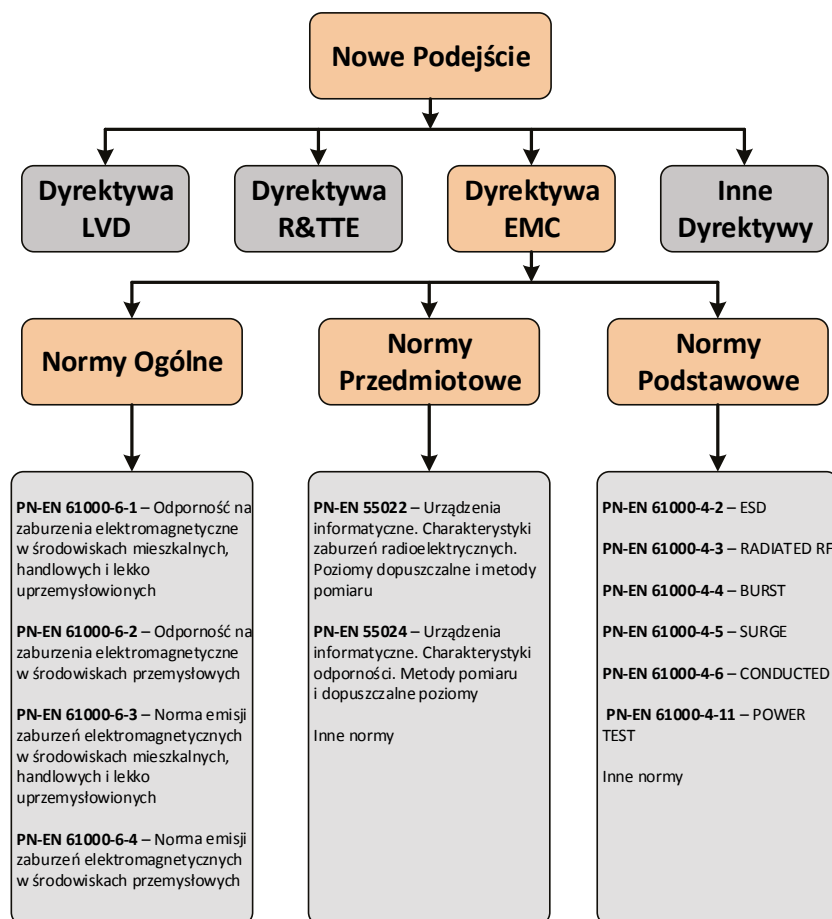 Nowe Podejście
Dyrektywa
LVD
Dyrektywa
R&TTE
Dyrektywa
EMC
Inne
Dyrektywy
Normy Ogólne
Normy
Przedmiotowe
Normy
Podstawowe
PN-EN 61000-6-1 – Odporność na
zaburzenia elektromagnetyczne
w środowiskach mieszkalnych,
handlowych i lekko
uprzemysłowionych
PN-EN 61000-6-2 – Odporność na
zaburzenia elektromagnetyczne
w środowiskach przemysłowych
PN-EN 61000-6-3 – Norma emisji
zaburzeń elektromagnetycznych
w środowiskach mieszkalnych,
handlowych i lekko
uprzemysłowionych
PN-EN 61000-6-4 – Norma emisji
zaburzeń elektromagnetycznych
w środowiskach przemysłowych
PN-EN 55022 – Urządzenia
informatyczne. Charakterystyki
zaburzeń radioelektrycznych.
Poziomy dopuszczalne i metody
pomiaru
PN-EN 55024 – Urządzenia
informatyczne. Charakterystyki
odporności. Metody pomiaru
i dopuszczalne poziomy
Inne normy
PN-EN 61000-4-2 – ESD
PN-EN 61000-4-3 – RADIATED RF
PN-EN 61000-4-4 – BURST
PN-EN 61000-4-5 – SURGE
PN-EN 61000-4-6 – CONDUCTED
PN-EN 61000-4-11 – POWER
TEST
Inne normy